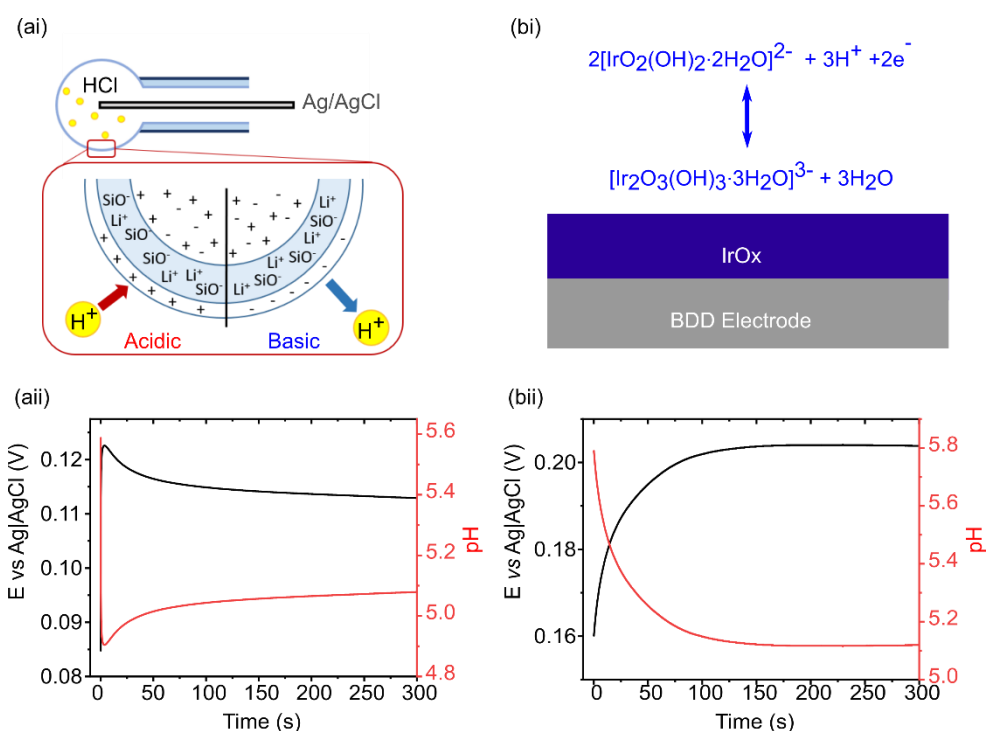 (ai)
HCl
Ag/AgCl
SiO⁻
Li⁺
SiO⁻
SiO⁻
Li⁺
Li⁺
SiO⁻
Li⁺
SiO⁻
Li⁺
SiO⁻
Li⁺
SiO⁻
Li⁺
H⁺
Acidic
Basic
H⁺
(bi)
2[IrO₂(OH)₂·2H₂O]²⁻ + 3H⁺ +2e⁻
[Ir₂O₃(OH)₃·3H₂O]³⁻ + 3H₂O
IrOx
BDD Electrode
(aii)
E vs Ag|AgCl (V)
0.12
0.11
0.10
0.09
0.08
5.6
5.4
5.2
5.0
4.8
pH
0 50 100 150 200 250 300
Time (s)
(bii)
E vs Ag|AgCl (V)
0.20
0.18
0.16
5.8
5.6
5.4
5.2
5.0
pH
0 50 100 150 200 250 300
Time (s)